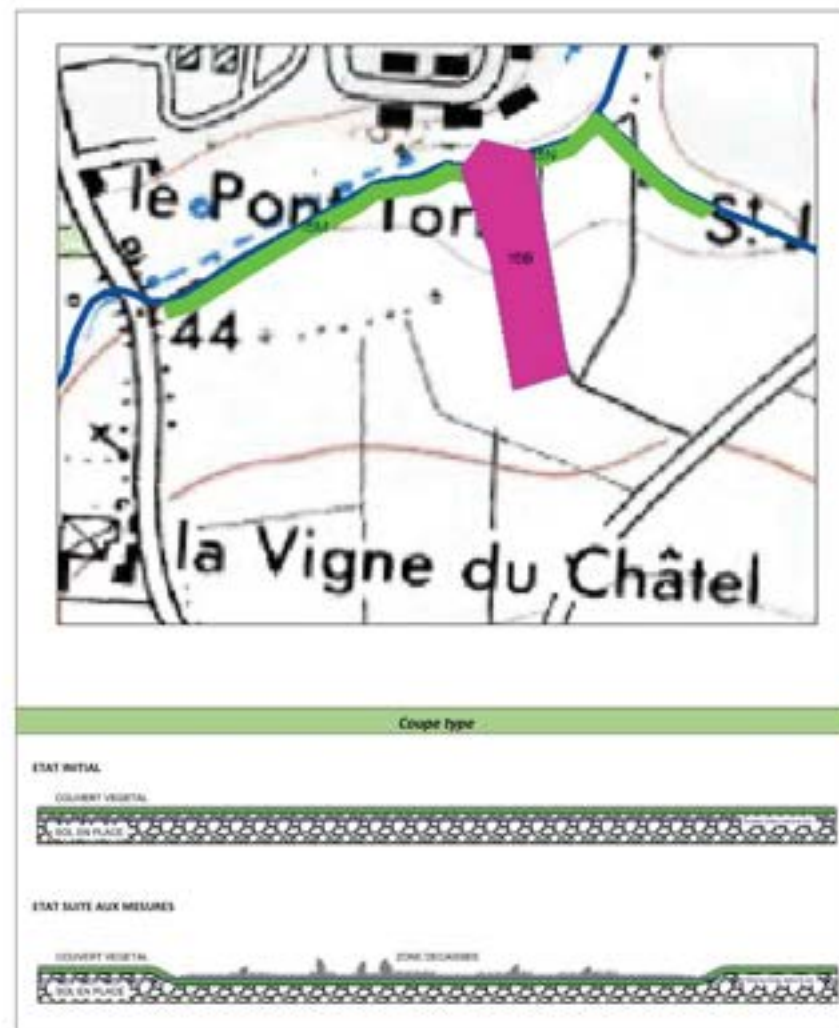 le Pont Tor
St J
44
la Vigne du Châtel
Coupe type
ETAT INITIAL
COUVERT VEGETAL
SOL EN PLACE
ETAT SUITE AUX MESURES
COUVERT VEGETAL ZONE DECAISSEE
SOL EN PLACE